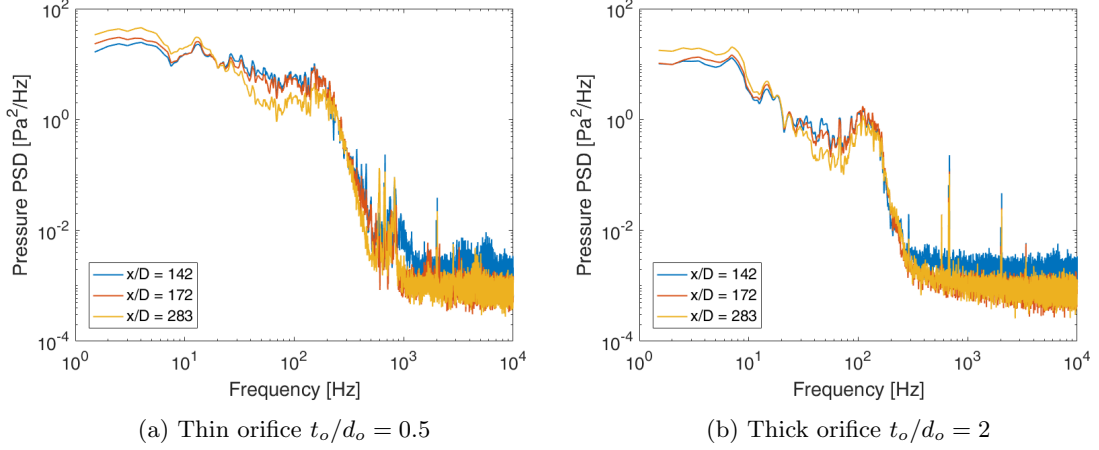 10^2
10^0
10^-2
10^-4
Pressure PSD [Pa^2/Hz]
x/D = 142
x/D = 172
x/D = 283
10^0
10^1
10^2
10^3
10^4
Frequency [Hz]
(a) Thin orifice t_o/d_o = 0.5
10^2
10^0
10^-2
10^-4
Pressure PSD [Pa^2/Hz]
x/D = 142
x/D = 172
x/D = 283
10^0
10^1
10^2
10^3
10^4
Frequency [Hz]
(b) Thick orifice t_o/d_o = 2